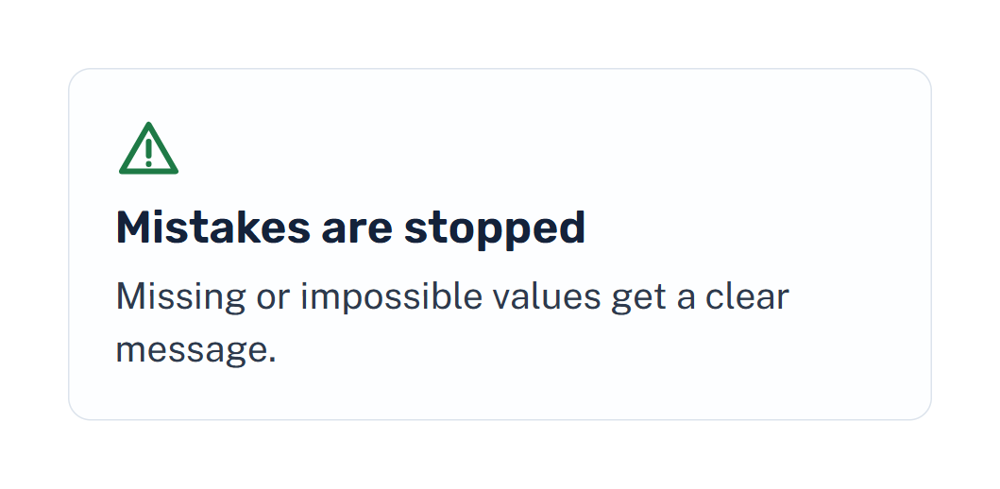 Mistakes are stopped
Missing or impossible values get a clear
message.